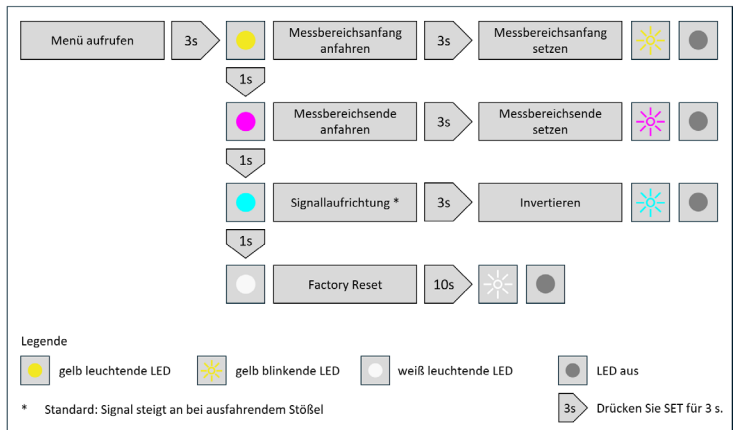 Menü aufrufen
3s
Messbereichsanfang
anfahren
3s
Messbereichsanfang
setzen
1s
Messbereichsende
anfahren
3s
Messbereichsende
setzen
1s
Signallaufrichtung *
3s
Invertieren
1s
Factory Reset
10s
Legende
gelb leuchtende LED
gelb blinkende LED
weiß leuchtende LED
LED aus
* Standard: Signal steigt an bei ausfahrendem Stößel
3s
Drücken Sie SET für 3 s.